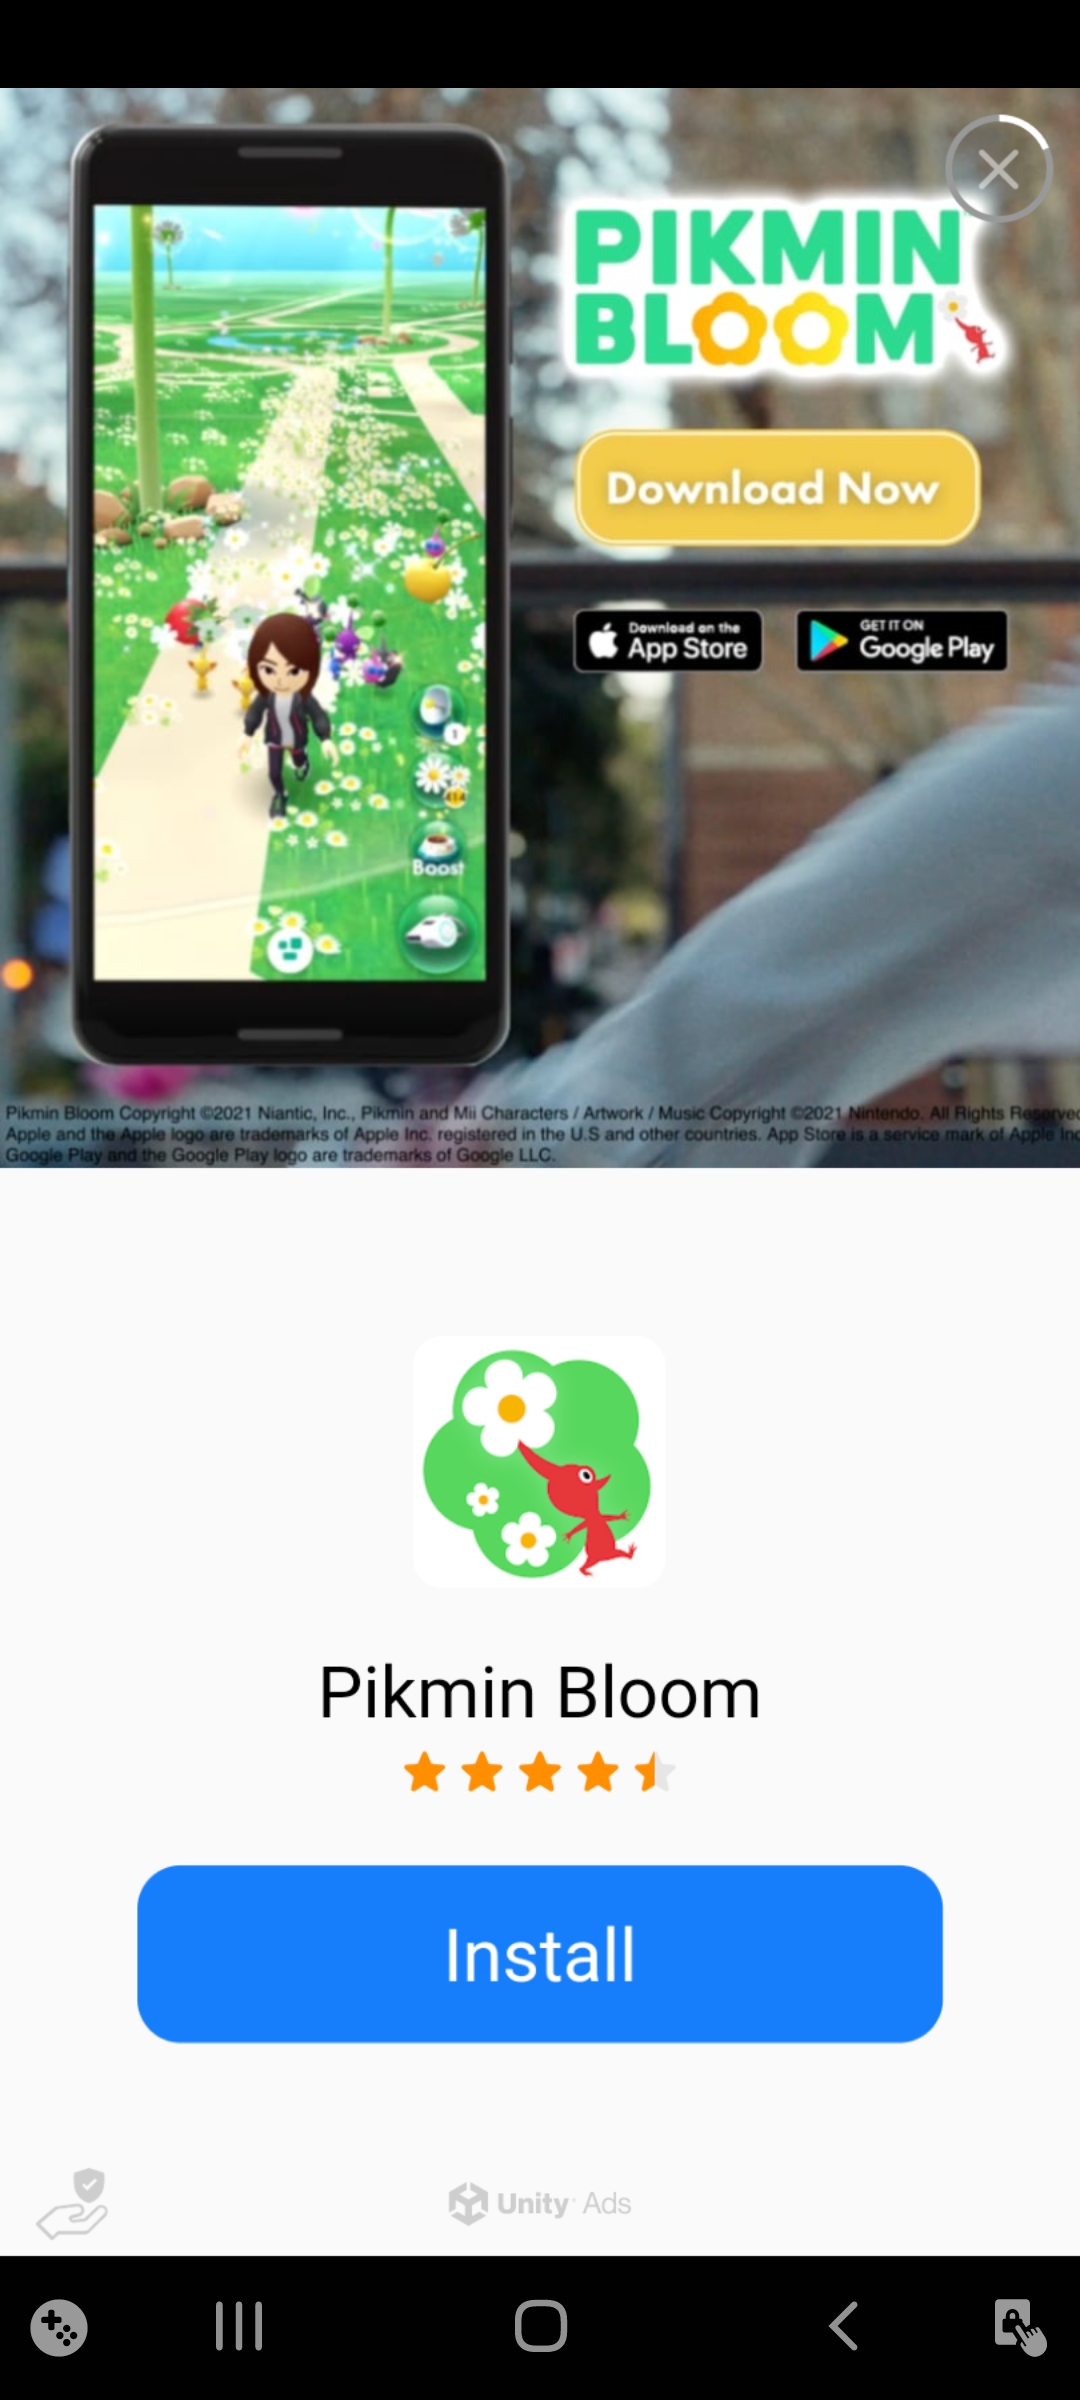 PIKMIN
BLOOM
Download Now
Download on the
App Store
GET IT ON
Google Play
1
Boost
Pikmin Bloom Copyright ©2021 Niantic, Inc., Pikmin and Mii Characters / Artwork / Music Copyright ©2021 Nintendo. All Rights Reserved
Apple and the Apple logo are trademarks of Apple Inc. registered in the U.S and other countries. App Store is a service mark of Apple Inc
Google Play and the Google Play logo are trademarks of Google LLC.
Pikmin Bloom
Install
Unity Ads